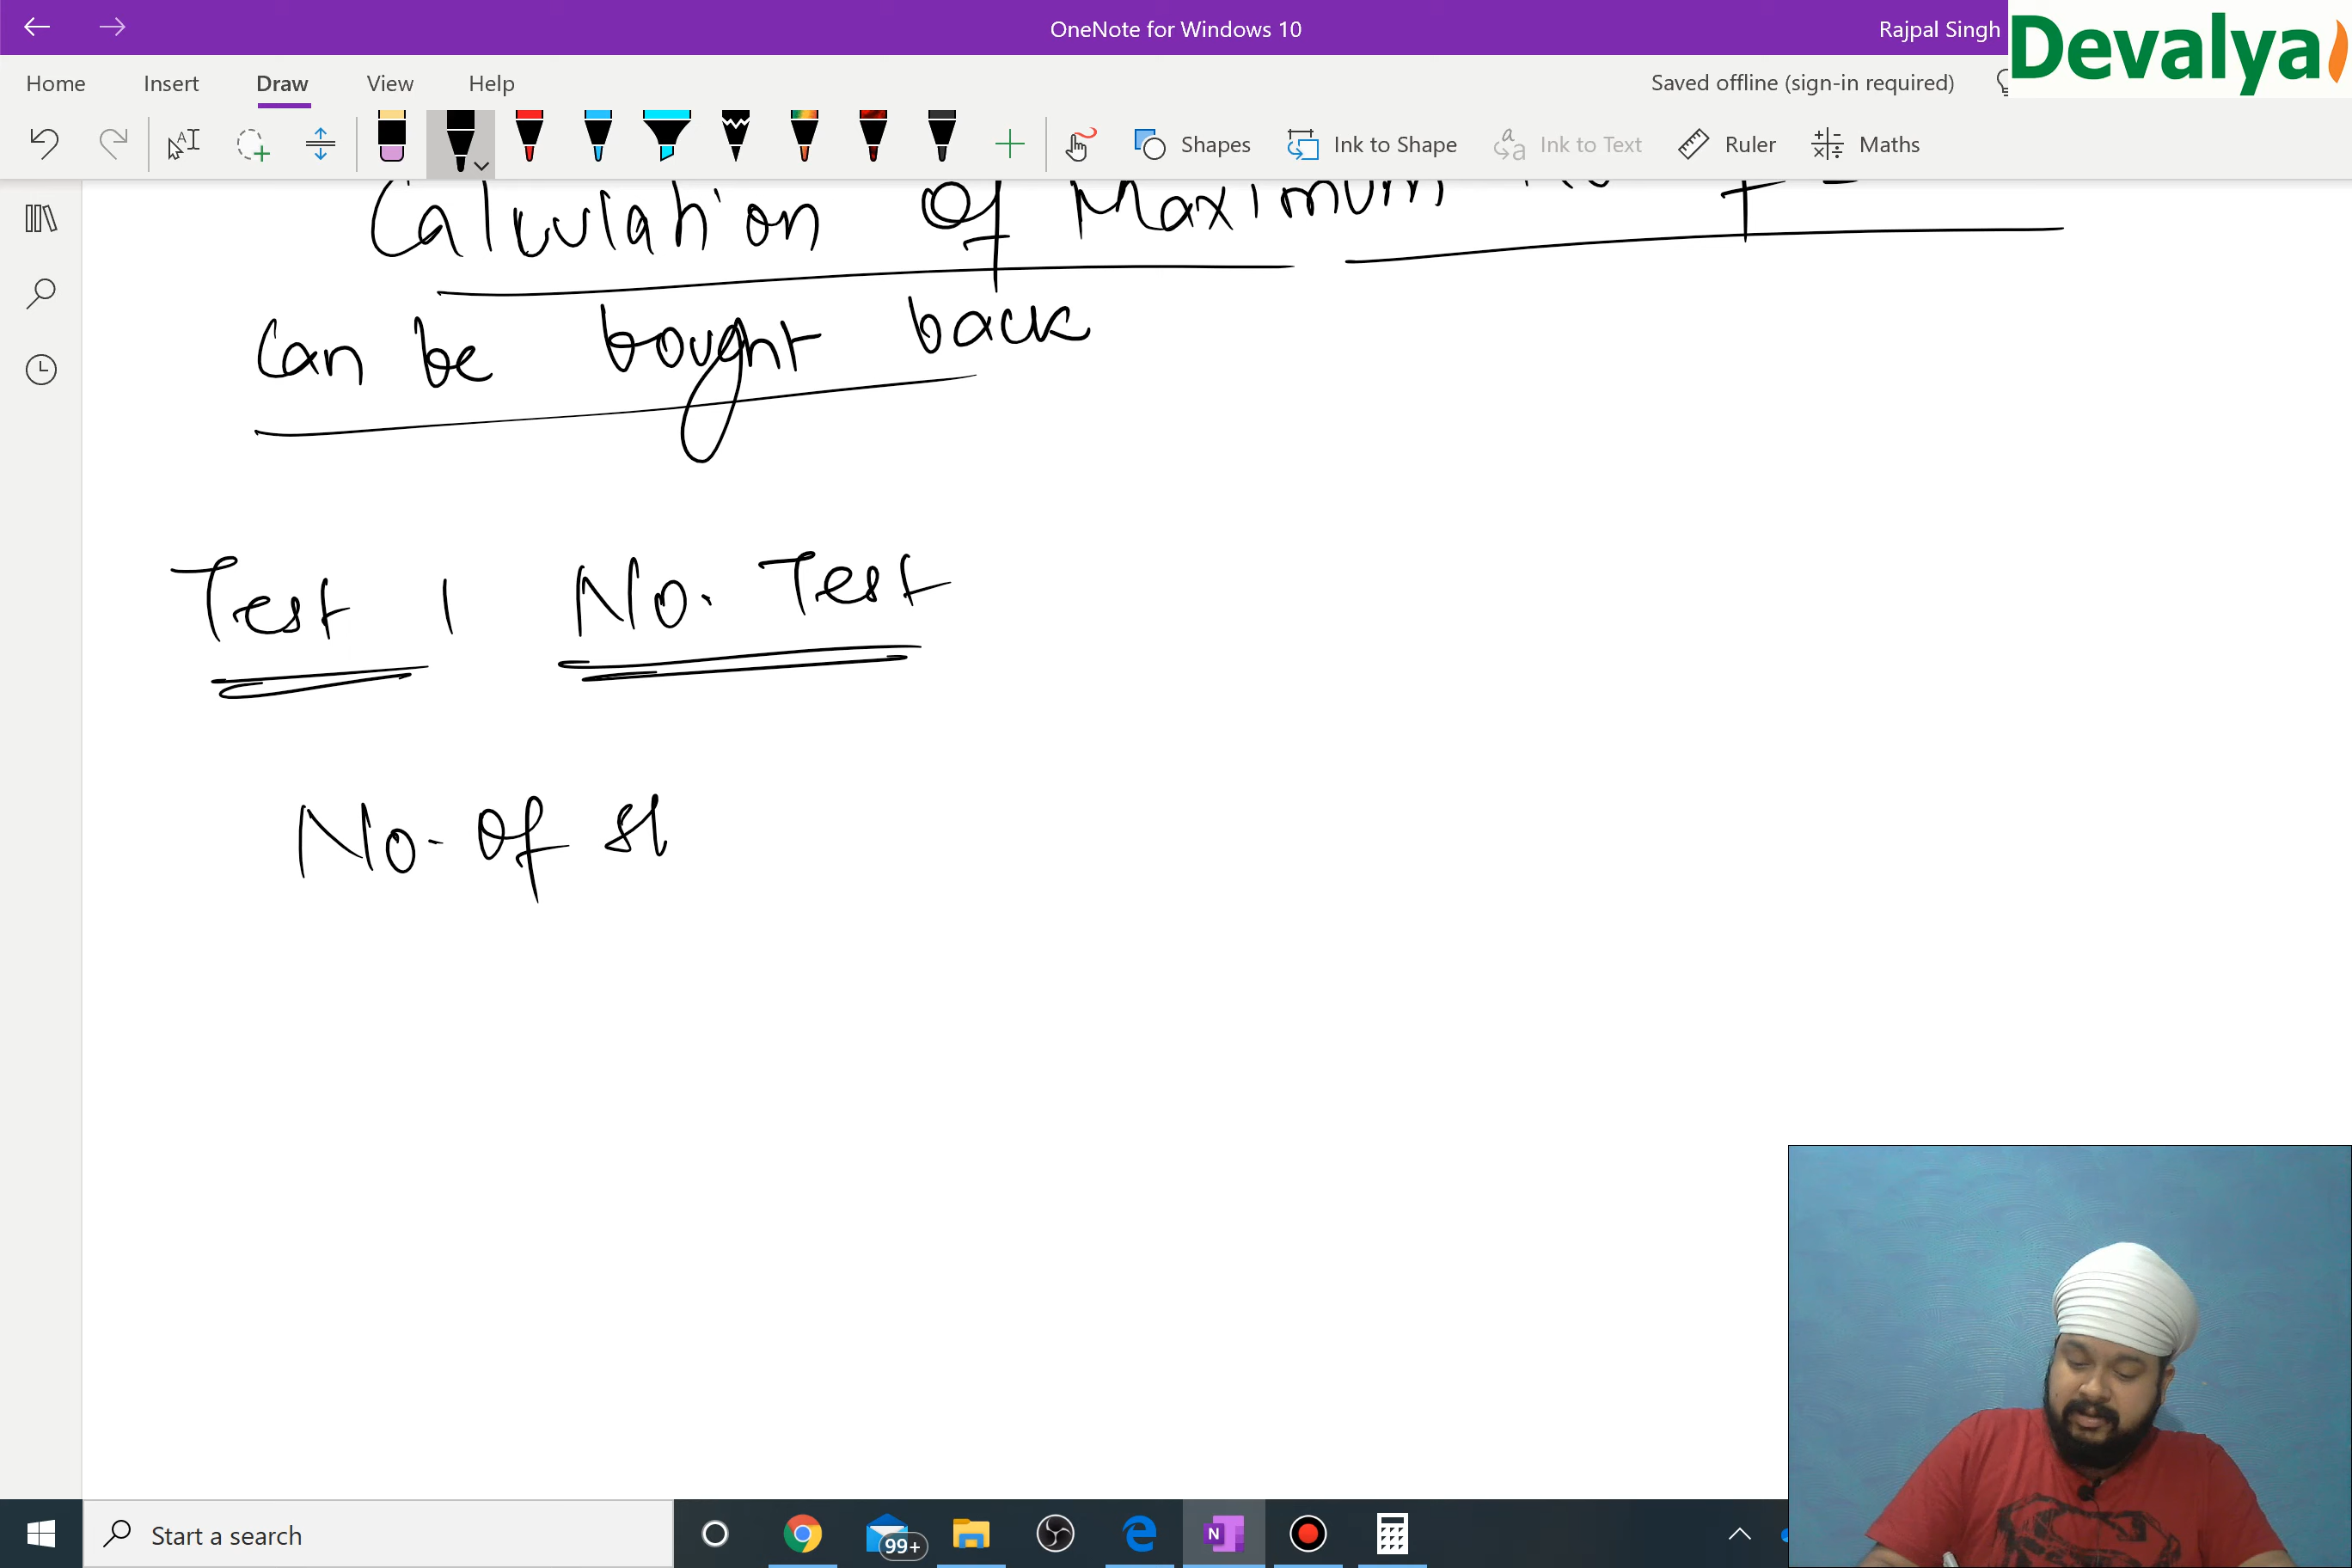 OneNote for Windows 10
Rajpal Singh
Devalya
Home Insert Draw View Help
Saved offline (sign-in required)
Shapes Ink to Shape Ink to Text Ruler Maths
Calculation Of Maximum
can be bought back
Test 1 No. Test
No. of sh
Start a search
99+